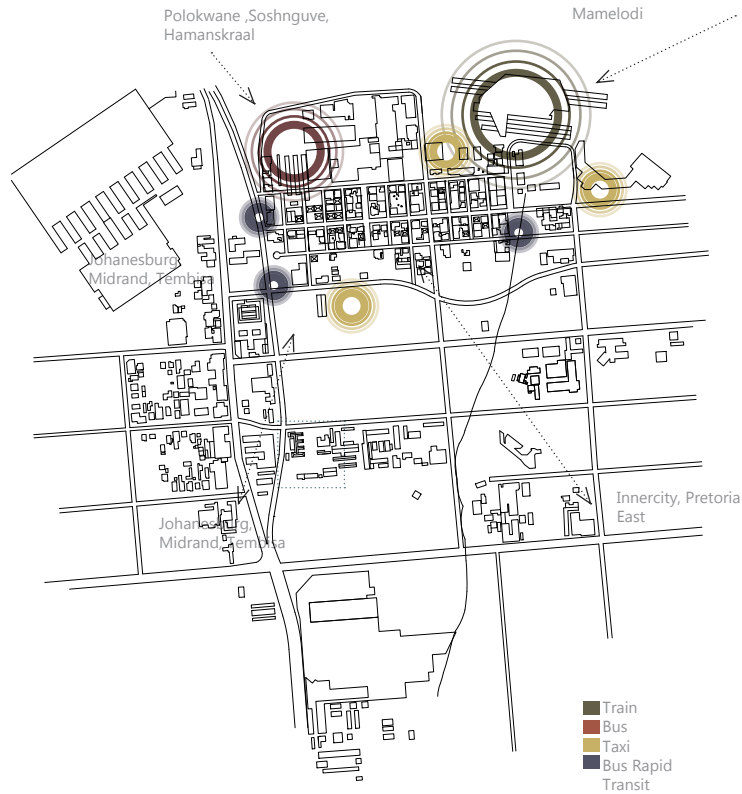 Polokwane ,Soshnguve,
Hamanskraal
Mamelodi
Johanesburg,
Midrand, Tembisa
Johanesburg,
Midrand, Tembisa
Innercity, Pretoria
East
Train
Bus
Taxi
Bus Rapid
Transit